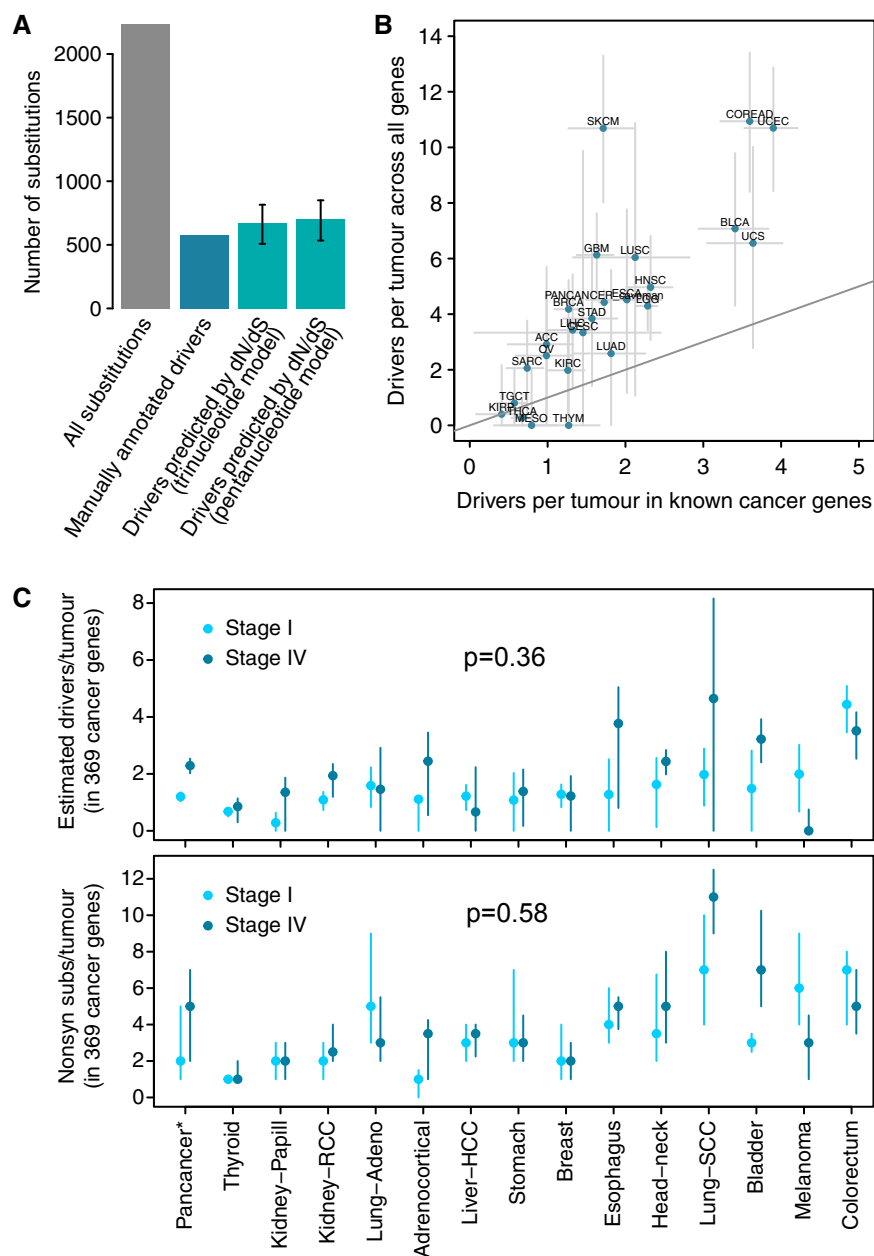 A
Number of substitutions
2000
1500
1000
500
0
All substitutions
Manually annotated drivers
Drivers predicted by dN/dS
(trinucleotide model)
Drivers predicted by dN/dS
(pentanucleotide model)
B
Drivers per tumour across all genes
14
12
10
8
6
4
2
0
SKCM
COREAD
UCEC
BLCA
UCS
GBM
LUSC
HNSC
PANCANCER
ESCA
LGG
BRCA
STAD
LIHC
CESC
ACC
OV
LUAD
SARC
KIRC
TGCT
KIRP
THCA
MESO
THYM
0 1 2 3 4 5
Drivers per tumour in known cancer genes
C
Estimated drivers/tumour
(in 369 cancer genes)
8
6
4
2
0
Stage I
Stage IV
p=0.36
Nonsyn subs/tumour
(in 369 cancer genes)
12
10
8
6
4
2
0
Stage I
Stage IV
p=0.58
Pancancer*
Thyroid
Kidney−Papill
Kidney−RCC
Lung−Adeno
Adrenocortical
Liver−HCC
Stomach
Breast
Esophagus
Head−neck
Lung−SCC
Bladder
Melanoma
Colorectum